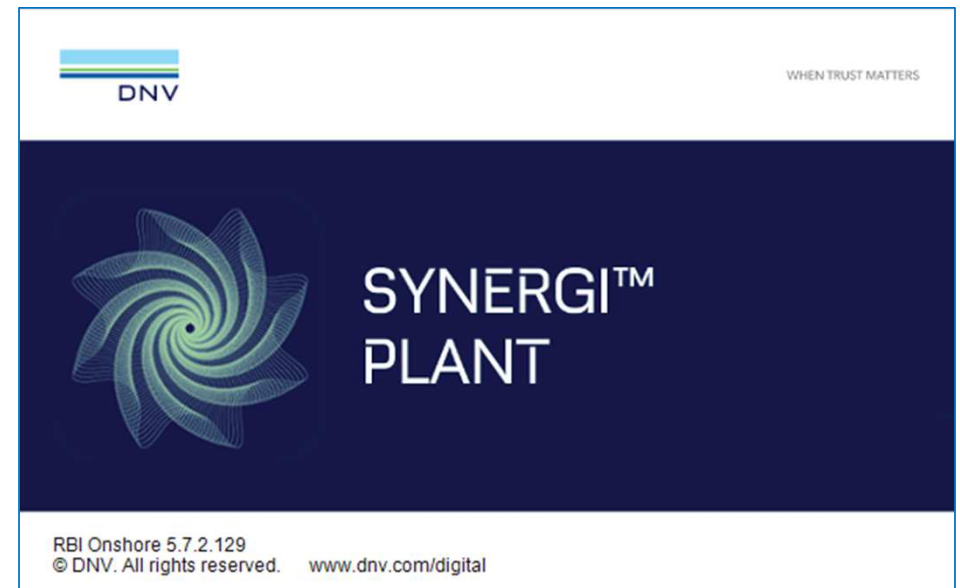 DNV
WHEN TRUST MATTERS
SYNERGI™
PLANT
RBI Onshore 5.7.2.129
© DNV. All rights reserved. www.dnv.com/digital